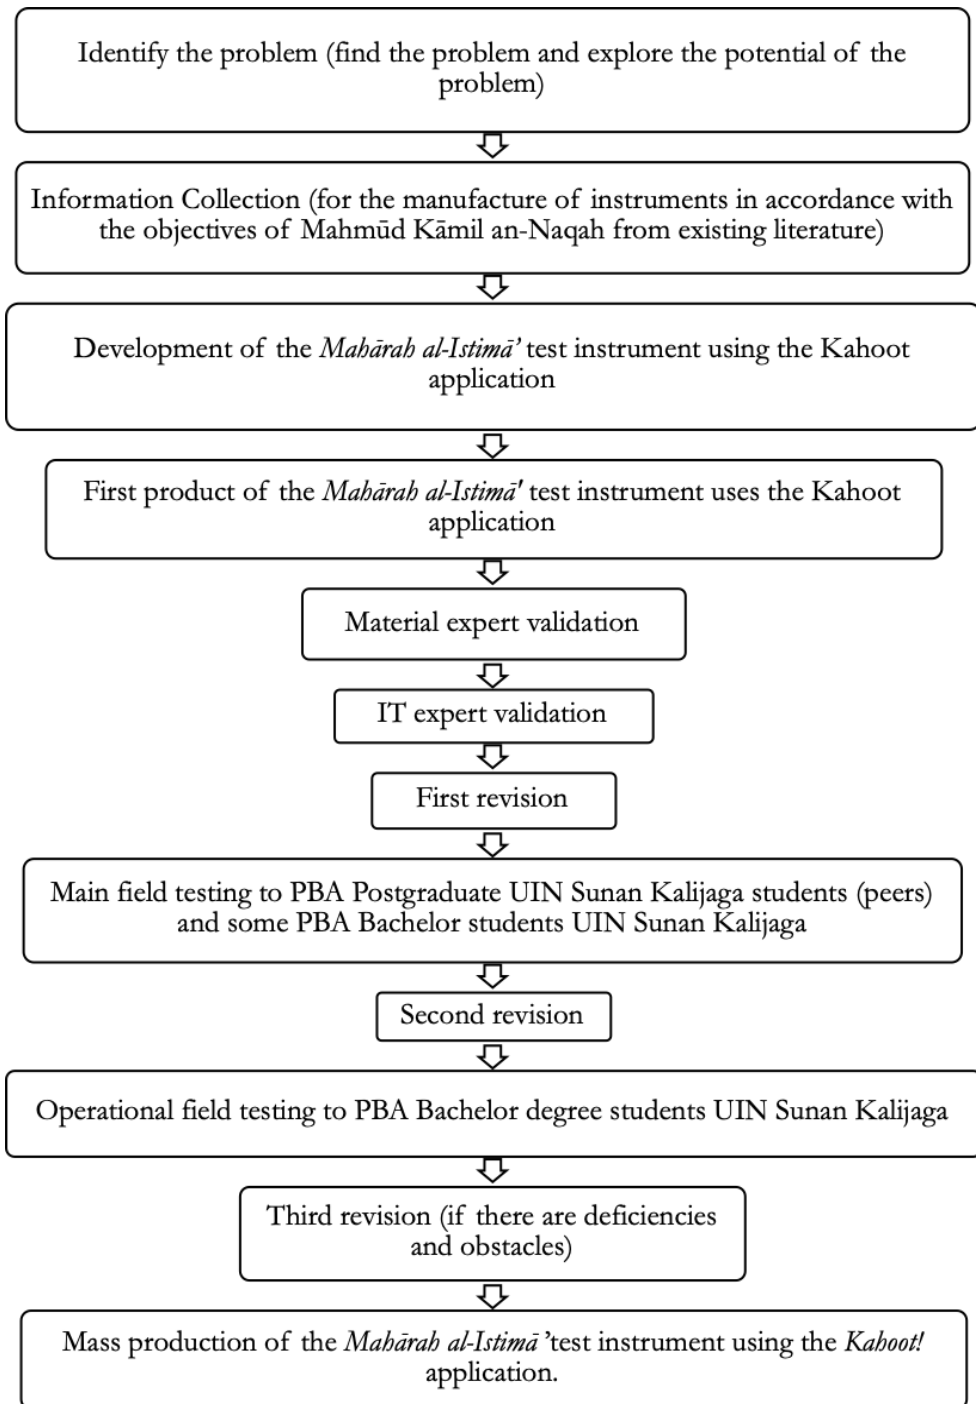 Identify the problem (find the problem and explore the potential of the
problem)
Information Collection (for the manufacture of instruments in accordance with
the objectives of Mahmūd Kāmil an-Naqah from existing literature)
Development of the Mahārah al-Istimā’ test instrument using the Kahoot
application
First product of the Mahārah al-Istimā' test instrument uses the Kahoot
application
Material expert validation
IT expert validation
First revision
Main field testing to PBA Postgraduate UIN Sunan Kalijaga students (peers)
and some PBA Bachelor students UIN Sunan Kalijaga
Second revision
Operational field testing to PBA Bachelor degree students UIN Sunan Kalijaga
Third revision (if there are deficiencies
and obstacles)
Mass production of the Mahārah al-Istimā ’test instrument using the Kahoot!
application.